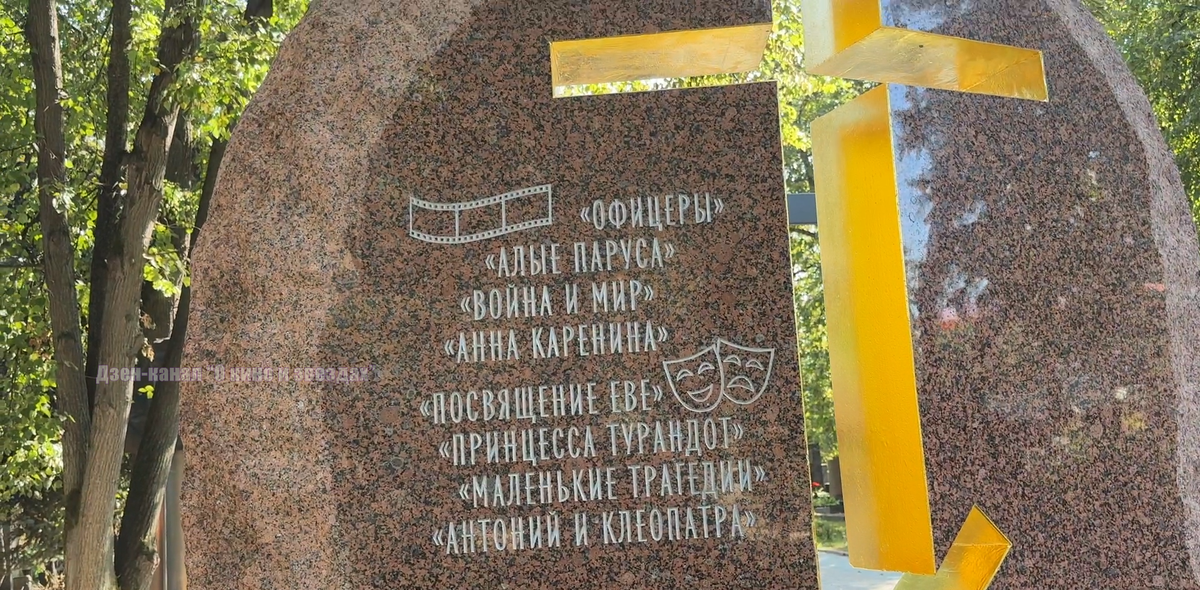 «ОФИЦЕРЫ»
«АЛЫЕ ПАРУСА»
«ВОЙНА И МИР»
«АННА КАРЕНИНА»
Дзен-канал "О кино и звездах
«ПОСВЯЩЕНИЕ ЕВЕ»
«ПРИНЦЕССА ТУРАНДОТ»
«МАЛЕНЬКИЕ ТРАГЕДИИ»
«АНТОНИЙ И КЛЕОПАТРА»